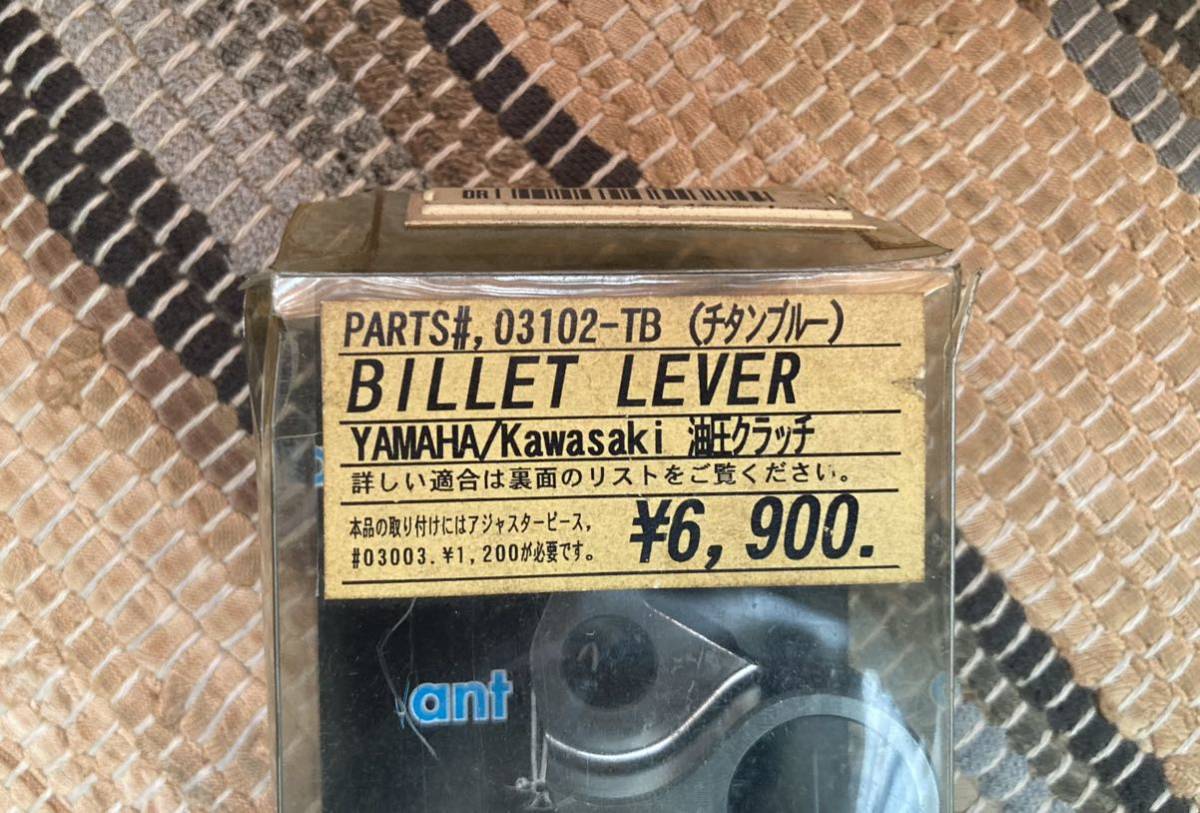 DRI
PARTS#, 03102-TB (チタンブルー)
BILLET LEVER
YAMAHA/Kawasaki 油圧クラッチ
詳しい適合は裏面のリストをご覧ください。
本品の取り付けにはアジャスターピース,
#03003. ¥1, 200が必要です。
¥6, 900.
ant